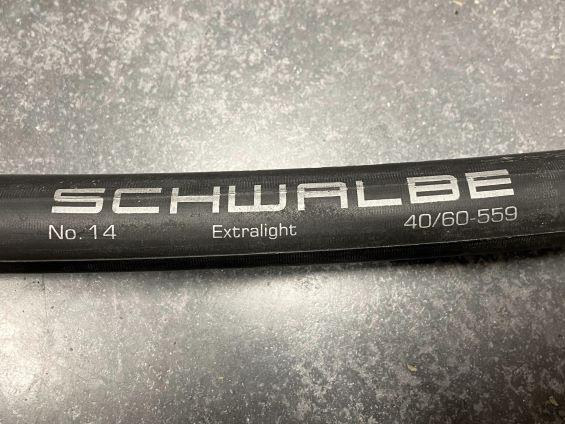 SCHWALBE
No. 14 Extralight 40/60-559